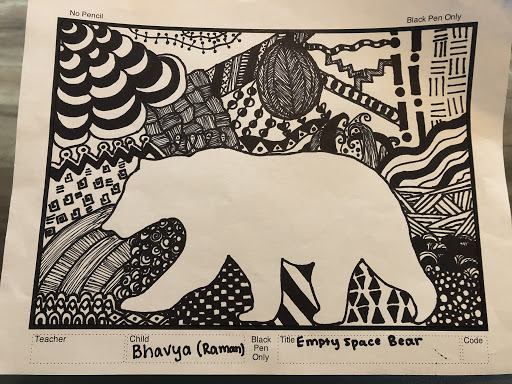 No Pencil Black Pen Only
Teacher Child Black Pen Only Title Code
Bhavya (Raman) Empty space Bear